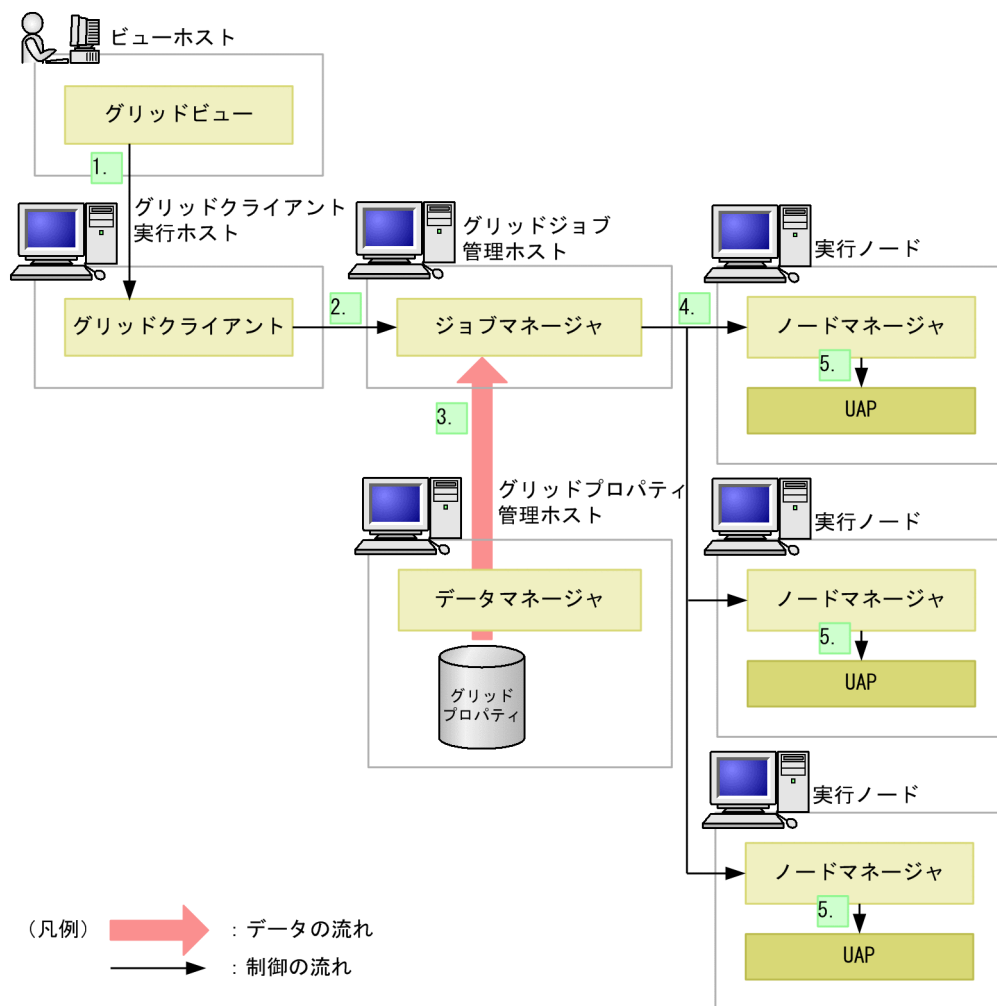 ビューホスト
グリッドビュー
1.
グリッドクライアント
実行ホスト
グリッドクライアント
2.
グリッドジョブ
管理ホスト
ジョブマネージャ
3.
グリッドプロパティ
管理ホスト
データマネージャ
グリッド
プロパティ
4.
実行ノード
ノードマネージャ
5.
UAP
実行ノード
ノードマネージャ
5.
UAP
実行ノード
ノードマネージャ
5.
UAP
（凡例）
：データの流れ
：制御の流れ